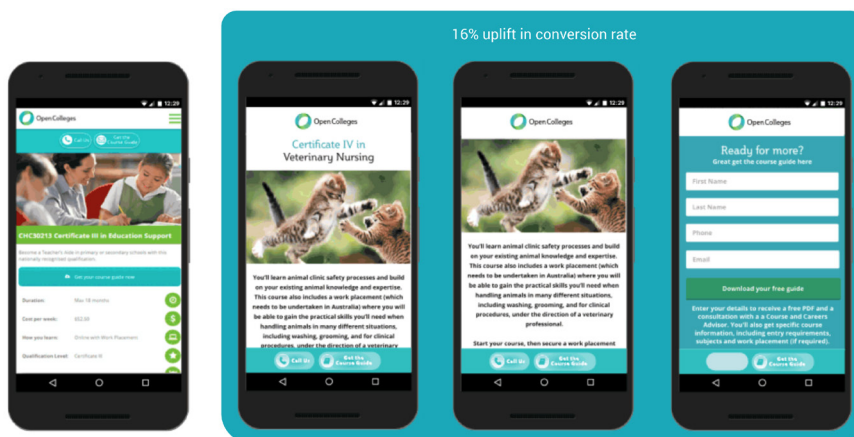 16% uplift in conversion rate
12:29
Open Colleges
Call Us
Get the
Course Guide
CHC30213 Certificate III in Education Support
Become a Teacher's Aide in primary or secondary schools with this
nationally recognised qualification.
Get your course guide now
Duration:
Max 18 months
Cost per week:
How you learn:
Online with Work Placement
Qualification Level:
Certificate III
12:29
Open Colleges
Certificate IV in
Veterinary Nursing
You'll learn animal clinic safety processes and build
on your existing animal knowledge and expertise.
This course also includes a work placement (which
needs to be undertaken in Australia) where you will
be able to gain the practical skills you'll need when
handling animals in many different situations,
including washing, grooming, and for clinical
procedures, under the direction of a veterinary
Call Us
Get the
Course Guide
12:29
Open Colleges
You'll learn animal clinic safety processes and build
on your existing animal knowledge and expertise.
This course also includes a work placement (which
needs to be undertaken in Australia) where you will
be able to gain the practical skills you'll need when
handling animals in many different situations,
including washing, grooming, and for clinical
procedures, under the direction of a veterinary
professional.
Start your course, then secure a work placement
Call Us
Get the
Course Guide
12:29
Open Colleges
Ready for more?
Great get the course guide here
First Name
Last Name
Phone
Email
Download your free guide
Enter your details to receive a free PDF and a
consultation with s a Course and Careers
Advisor. You'll also get specific course
information, including entry requirements,
subjects and work placement (if required).
Get the
Course Guide